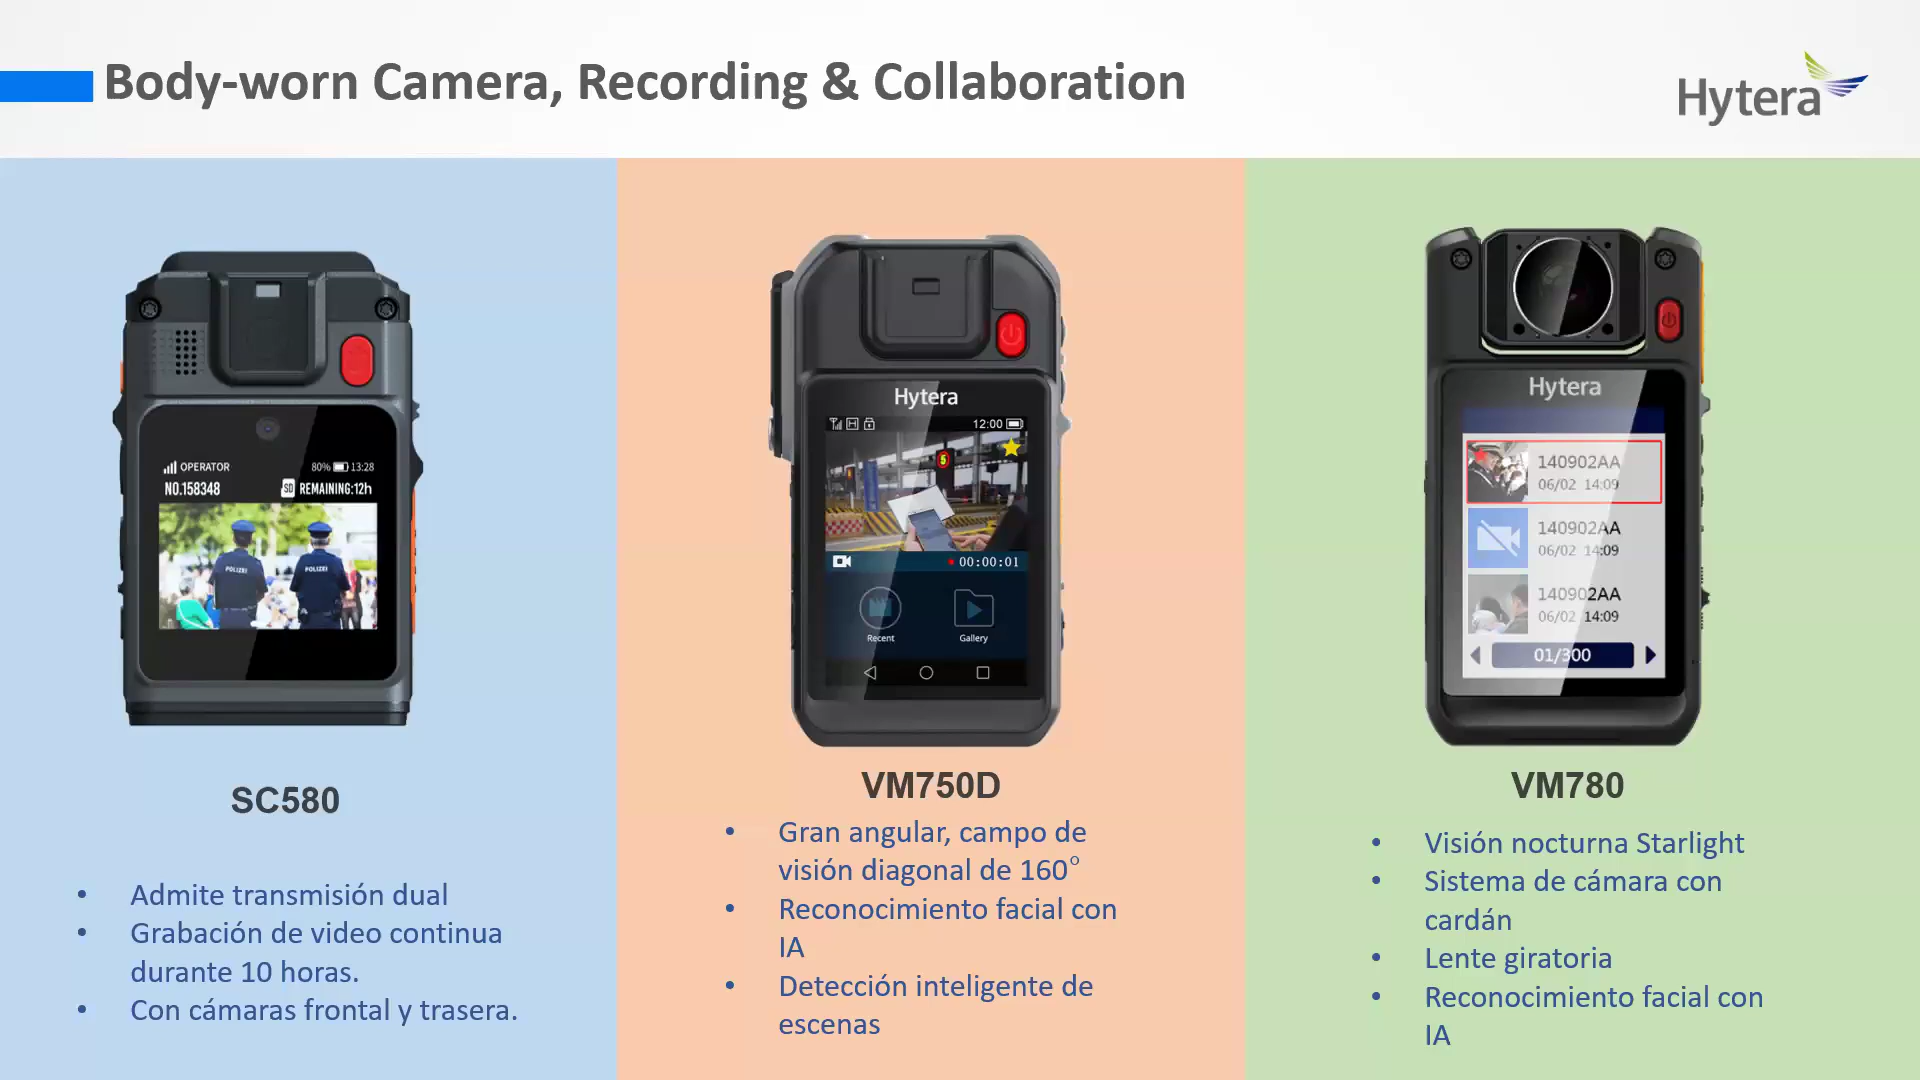 Body-worn Camera, Recording & Collaboration
Hytera
OPERATOR
80% 13:28
NO.158348
SD REMAINING:12h
POLIZEI
POLIZEI
SC580
• Admite transmisión dual
• Grabación de video continua
durante 10 horas.
• Con cámaras frontal y trasera.
Hytera
H
12:00
5
00:00:01
Recent
Gallery
VM750D
• Gran angular, campo de
visión diagonal de 160°
• Reconocimiento facial con
IA
• Detección inteligente de
escenas
Hytera
140902AA
06/02 14:09
140902AA
06/02 14:09
140902AA
06/02 14:09
01/300
VM780
• Visión nocturna Starlight
• Sistema de cámara con
cardán
• Lente giratoria
• Reconocimiento facial con
IA